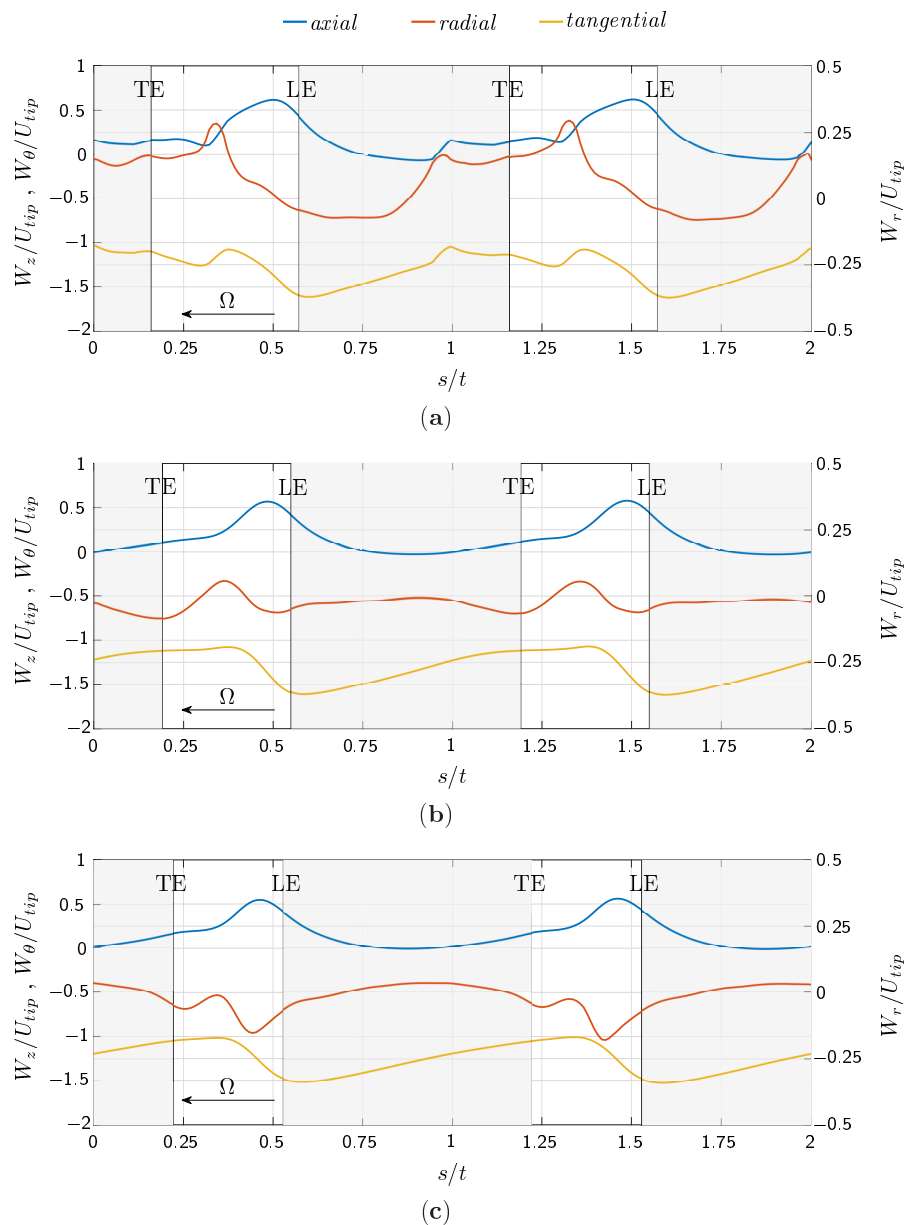 axial radial tangential
1 0.5
TE LE TE LE
0.5 0.25
0
−0.5 0
−1
−0.25
−1.5 Ω
−2 −0.5
W_z/U_tip , W_θ/U_tip
W_r/U_tip
0 0.25 0.5 0.75 1 1.25 1.5 1.75 2
s/t
(a)
1 0.5
TE LE TE LE
0.5 0.25
0
−0.5 0
−1
−0.25
−1.5 Ω
−2 −0.5
W_z/U_tip , W_θ/U_tip
W_r/U_tip
0 0.25 0.5 0.75 1 1.25 1.5 1.75 2
s/t
(b)
1 0.5
TE LE TE LE
0.5 0.25
0
−0.5 0
−1
−0.25
−1.5 Ω
−2 −0.5
W_z/U_tip , W_θ/U_tip
W_r/U_tip
0 0.25 0.5 0.75 1 1.25 1.5 1.75 2
s/t
(c)